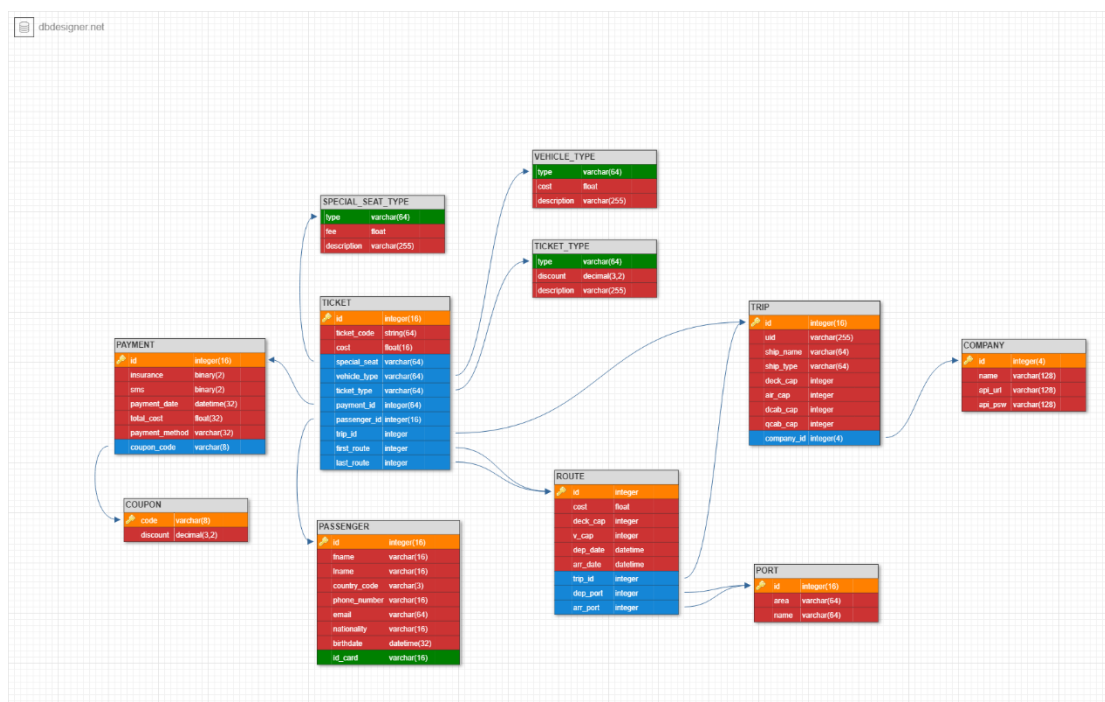 dbdesigner.net
VEHICLE_TYPE
type varchar(64)
cost float
description varchar(255)
SPECIAL_SEAT_TYPE
type varchar(64)
fee float
description varchar(255)
TICKET_TYPE
type varchar(64)
discount decimal(3,2)
description varchar(255)
TICKET
id integer(16)
ticket_code string(64)
cost float(16)
special_seat varchar(64)
vehicle_type varchar(64)
ticket_type varchar(64)
payment_id integer(64)
passenger_id integer(16)
trip_id integer
first_route integer
last_route integer
TRIP
id integer(16)
uid varchar(255)
ship_name varchar(64)
ship_type varchar(64)
deck_cap integer
air_cap integer
dcab_cap integer
qcab_cap integer
company_id integer(4)
PAYMENT
id integer(16)
insurance binary(2)
sms binary(2)
payment_date datetime(32)
total_cost float(32)
payment_method varchar(32)
coupon_code varchar(8)
COMPANY
id integer(4)
name varchar(128)
api_url varchar(128)
api_psw varchar(128)
ROUTE
id integer
cost float
deck_cap integer
v_cap integer
dep_date datetime
arr_date datetime
trip_id integer
dep_port integer
arr_port integer
COUPON
code varchar(8)
discount decimal(3,2)
PASSENGER
id integer(16)
fname varchar(16)
lname varchar(16)
country_code varchar(3)
phone_number varchar(16)
email varchar(64)
nationality varchar(16)
birthdate datetime(32)
id_card varchar(16)
PORT
id integer(16)
area varchar(64)
name varchar(64)